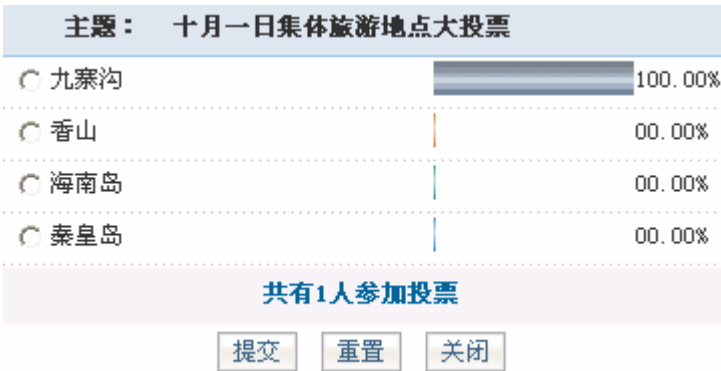 主题： 十月一日集体旅游地点大投票
九寨沟 100.00%
香山 00.00%
海南岛 00.00%
秦皇岛 00.00%
共有1人参加投票
提交 重置 关闭